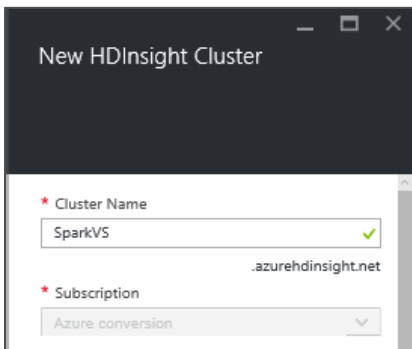 New HDInsight Cluster
* Cluster Name
SparkVS
.azurehdinsight.net
* Subscription
Azure conversion